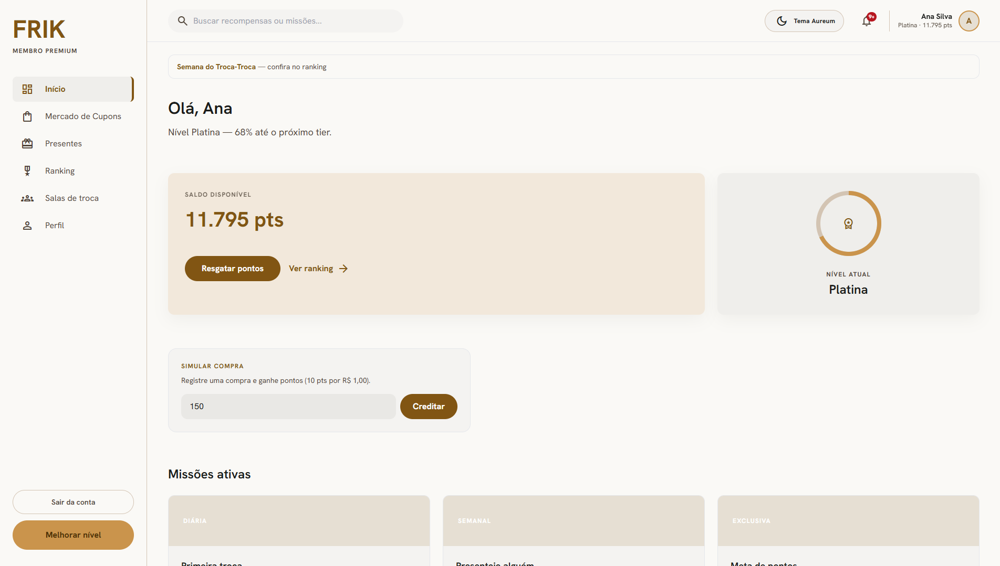 FRIK
MEMBRO PREMIUM
Início
Mercado de Cupons
Presentes
Ranking
Salas de troca
Perfil
Sair da conta
Melhorar nível
Buscar recompensas ou missões...
Tema Aureum
9+
Ana Silva
Platina · 11.795 pts
A
Semana do Troca-Troca — confira no ranking
Olá, Ana
Nível Platina — 68% até o próximo tier.
SALDO DISPONÍVEL
11.795 pts
Resgatar pontos
Ver ranking
NÍVEL ATUAL
Platina
SIMULAR COMPRA
Registre uma compra e ganhe pontos (10 pts por R$ 1,00).
150
Creditar
Missões ativas
DIÁRIA
SEMANAL
EXCLUSIVA
Primeira troca
Presenteie alguém
Meta de pontos